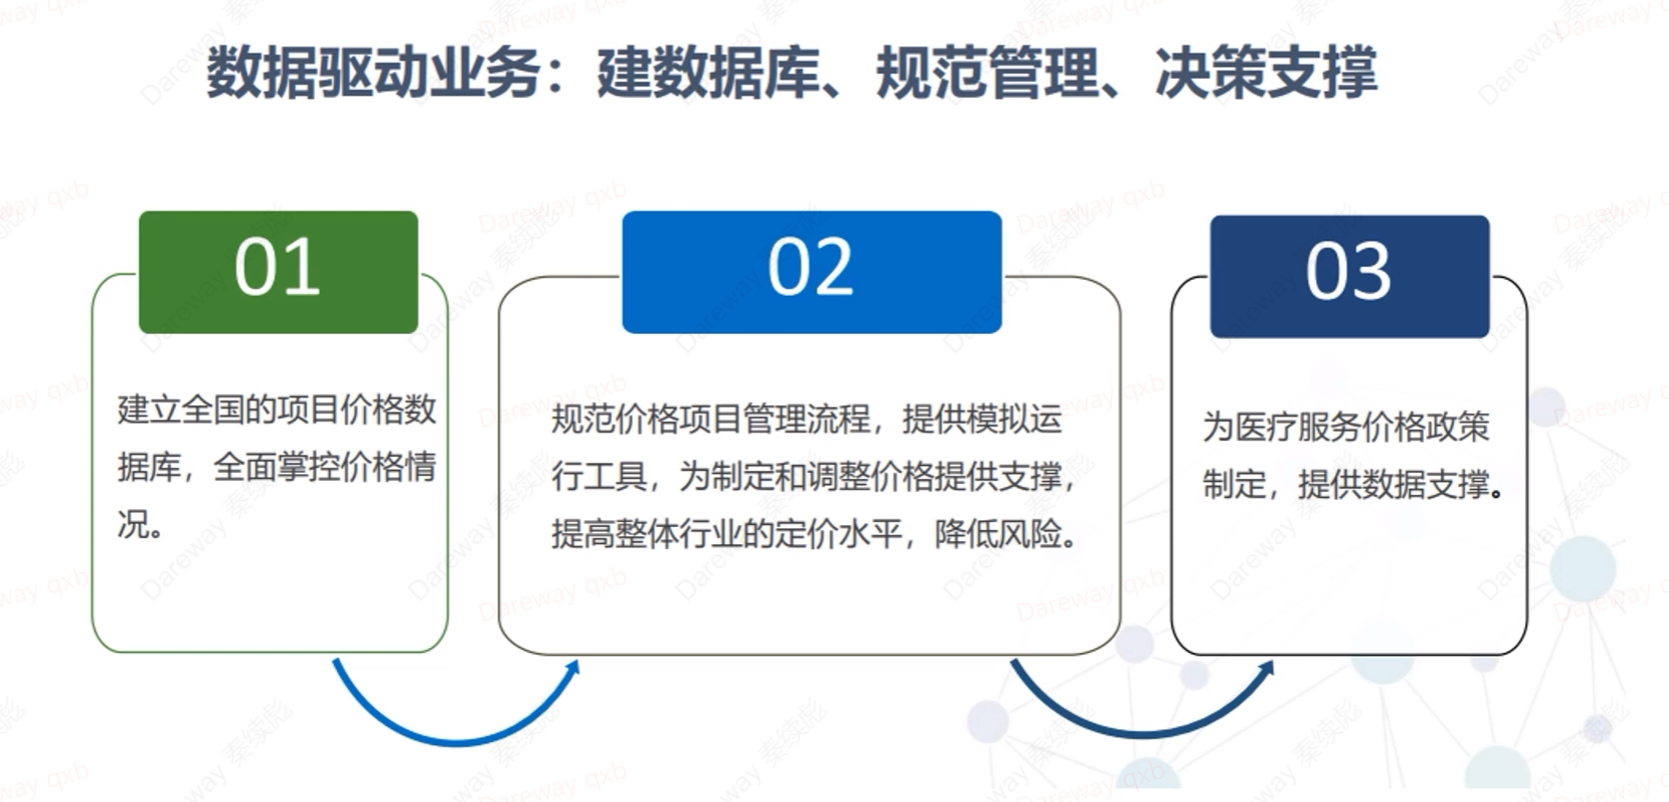 数据驱动业务：建数据库、规范管理、决策支撑
01
建立全国的项目价格数
据库，全面掌控价格情
况。
02
规范价格项目管理流程，提供模拟运
行工具，为制定和调整价格提供支撑，
提高整体行业的定价水平，降低风险。
03
为医疗服务价格政策
制定，提供数据支撑。
Dareway qxb
Dareway 秦续彪